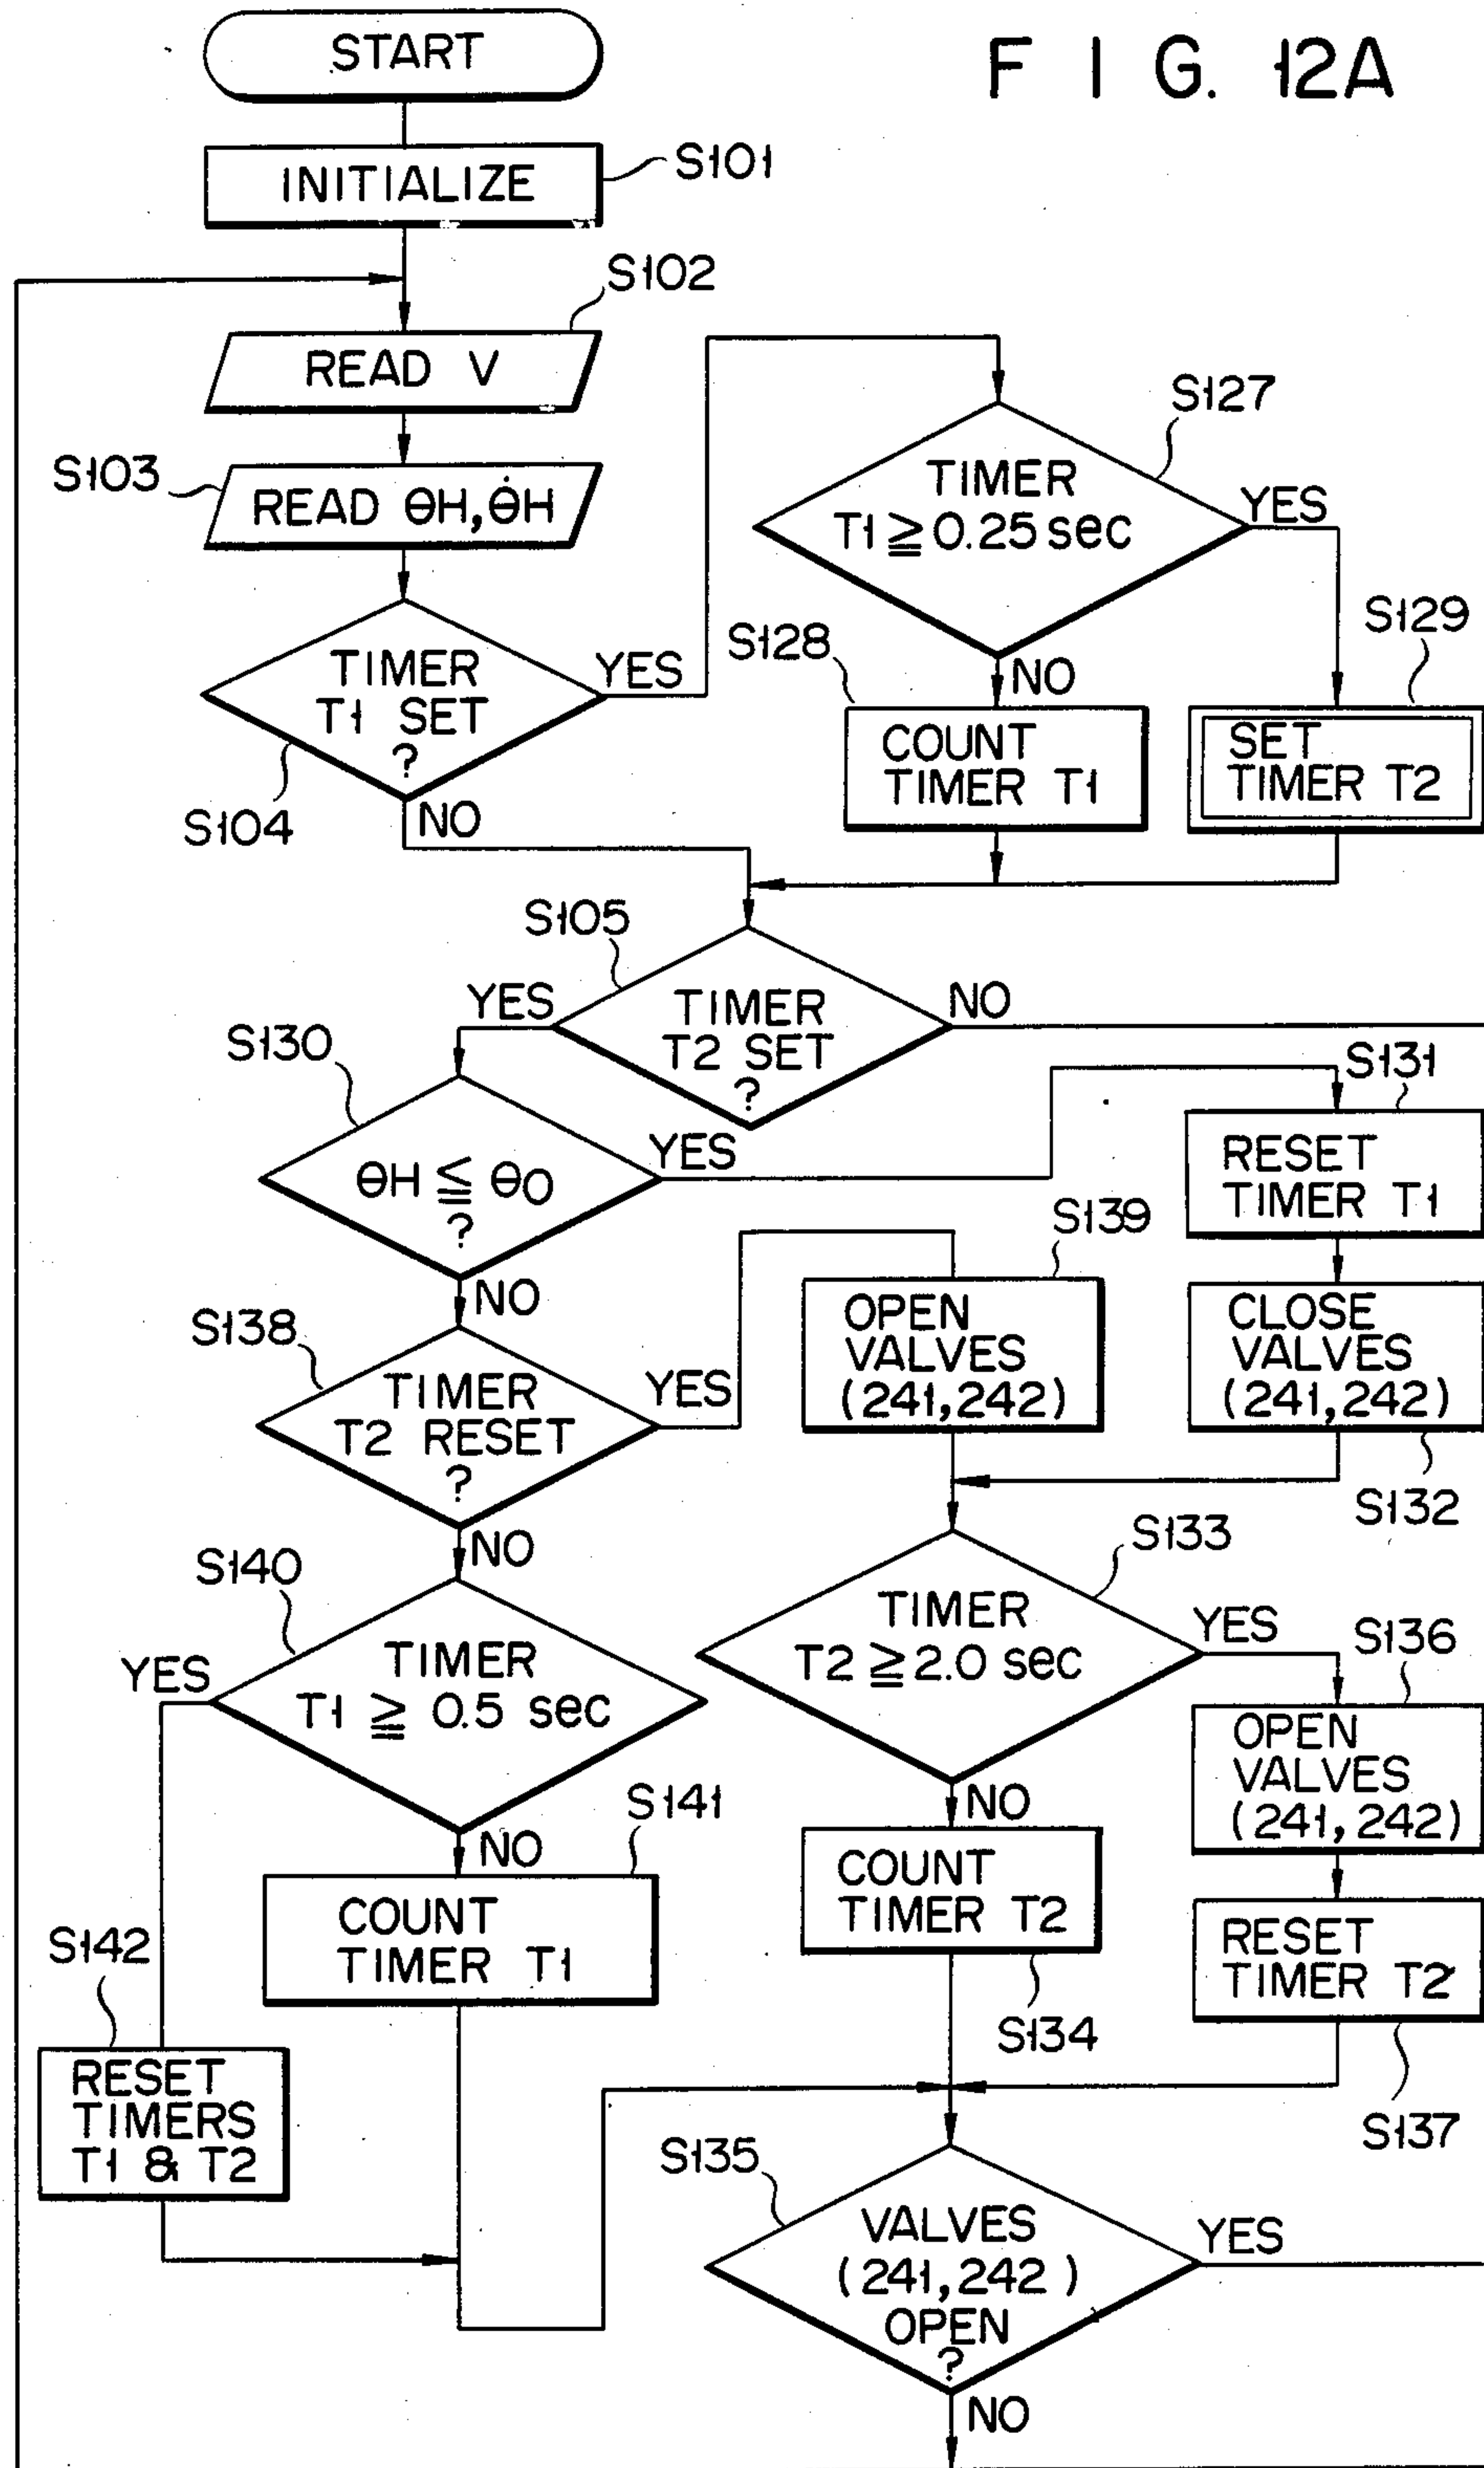 F I G. 12A
START
INITIALIZE
S101
S102
READ V
S103
READ θH, θ̇H
TIMER
T1 SET
?
YES
NO
S104
S127
TIMER
T1 ≧ 0.25 sec
YES
NO
S128
COUNT
TIMER T1
S129
SET
TIMER T2
S105
TIMER
T2 SET
?
YES
NO
S130
θH ≦ θ0
?
YES
NO
S131
RESET
TIMER T1
S139
OPEN
VALVES
(241,242)
CLOSE
VALVES
(241,242)
S132
S138
TIMER
T2 RESET
?
YES
NO
S133
TIMER
T2 ≧ 2.0 sec
YES
NO
S140
TIMER
T1 ≧ 0.5 sec
YES
NO
S136
OPEN
VALVES
(241,242)
S141
COUNT
TIMER T1
COUNT
TIMER T2
S134
RESET
TIMER T2
S137
S142
RESET
TIMERS
T1 & T2
S135
VALVES
(241,242)
OPEN
?
YES
NO